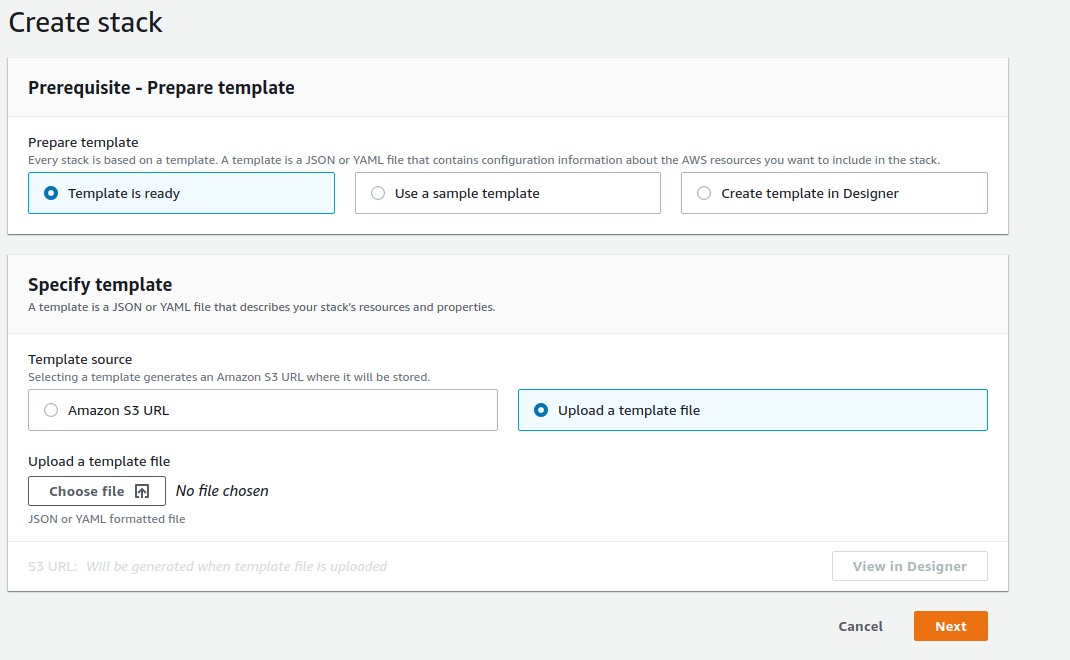 Create stack
Prerequisite - Prepare template
Prepare template
Every stack is based on a template. A template is a JSON or YAML file that contains configuration information about the AWS resources you want to include in the stack.
Template is ready
Use a sample template
Create template in Designer
Specify template
A template is a JSON or YAML file that describes your stack's resources and properties.
Template source
Selecting a template generates an Amazon S3 URL where it will be stored.
Amazon S3 URL
Upload a template file
Upload a template file
Choose file
No file chosen
JSON or YAML formatted file
S3 URL: Will be generated when template file is uploaded
View in Designer
Cancel
Next